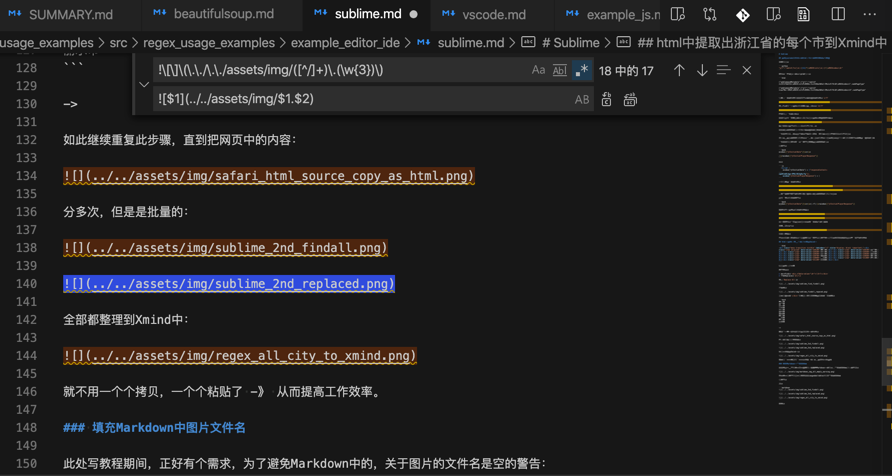 SUMMARY.md
beautifulsoup.md
sublime.md
vscode.md
example_js.m
usage_examples > src > regex_usage_examples > example_editor_ide > sublime.md > # Sublime > ## html中提取出浙江省的每个市到Xmind中
!\[\]\(\.\./\.\./assets/img/([^/]+)\.(\w{3})\)
Aa
Abl
.*
18 中的 17
![$1](../../assets/img/$1.$2)
AB
128 ```
129
130 ->
131
132 如此继续重复此步骤，直到把网页中的内容：
133
134 ![](../../assets/img/safari_html_source_copy_as_html.png)
135
136 分多次，但是是批量的：
137
138 ![](../../assets/img/sublime_2nd_findall.png)
139
140 ![](../../assets/img/sublime_2nd_replaced.png)
141
142 全部都整理到Xmind中：
143
144 ![](../../assets/img/regex_all_city_to_xmind.png)
145
146 就不用一个个拷贝，一个个粘贴了 -》 从而提高工作效率。
147
148 ### 填充Markdown中图片文件名
149
150 此处写教程期间，正好有个需求，为了避免Markdown中的，关于图片的文件名是空的警告：